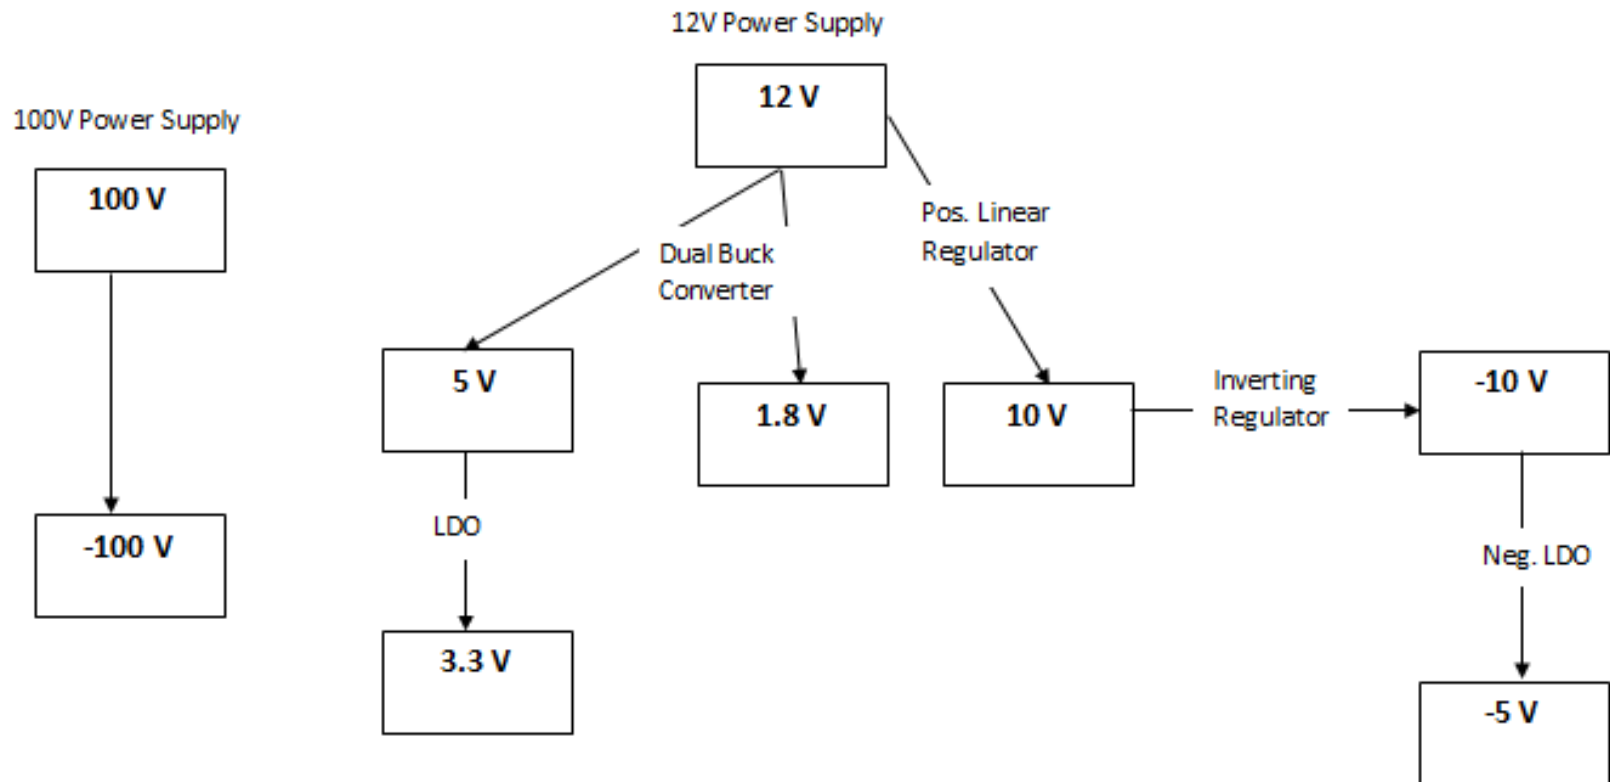 12V Power Supply
12 V
100V Power Supply
100 V
Pos. Linear
Regulator
Dual Buck
Converter
5 V
1.8 V
10 V
Inverting
Regulator
-10 V
-100 V
LDO
Neg. LDO
3.3 V
-5 V